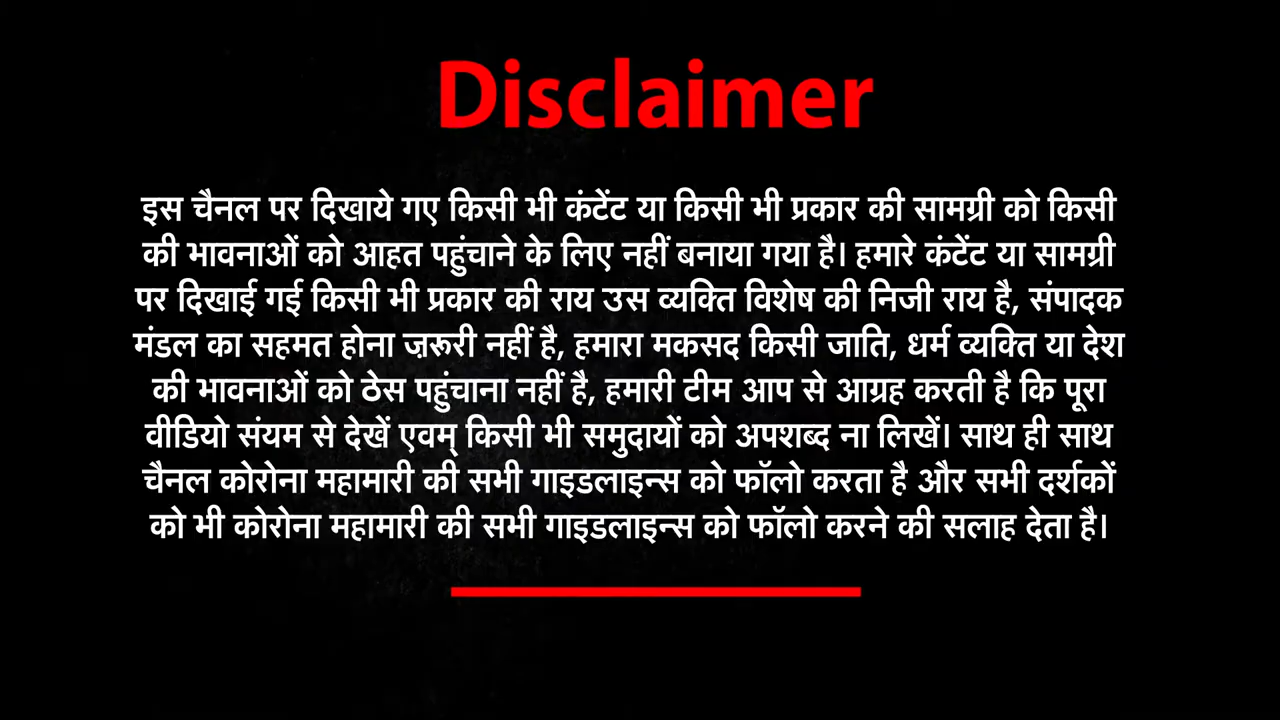 Disclaimer
इस चैनल पर दिखाये गए किसी भी कंटेंट या किसी भी प्रकार की सामग्री को किसी
की भावनाओं को आहत पहुंचाने के लिए नहीं बनाया गया है। हमारे कंटेंट या सामग्री
पर दिखाई गई किसी भी प्रकार की राय उस व्यक्ति विशेष की निजी राय है, संपादक
मंडल का सहमत होना ज़रूरी नहीं है, हमारा मकसद किसी जाति, धर्म व्यक्ति या देश
की भावनाओं को ठेस पहुंचाना नहीं है, हमारी टीम आप से आग्रह करती है कि पूरा
वीडियो संयम से देखें एवम् किसी भी समुदायों को अपशब्द ना लिखें। साथ ही साथ
चैनल कोरोना महामारी की सभी गाइडलाइन्स को फॉलो करता है और सभी दर्शकों
को भी कोरोना महामारी की सभी गाइडलाइन्स को फॉलो करने की सलाह देता है।